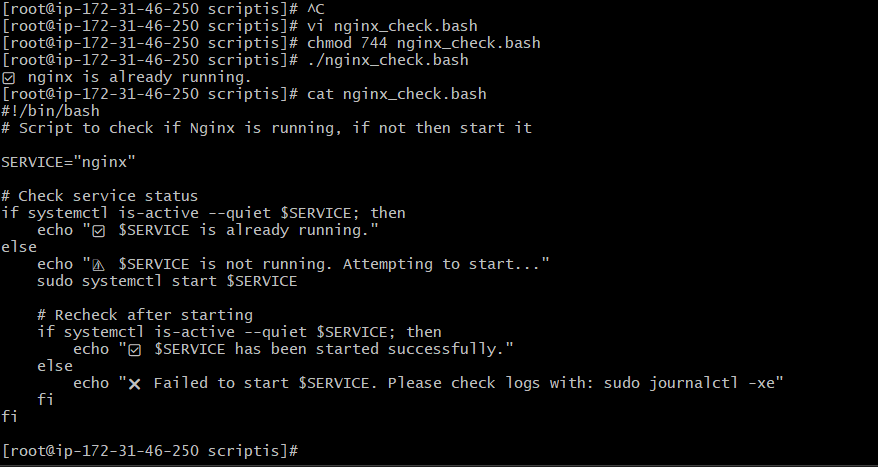 [root@ip-172-31-46-250 scriptis]# ^C
[root@ip-172-31-46-250 scriptis]# vi nginx_check.bash
[root@ip-172-31-46-250 scriptis]# chmod 744 nginx_check.bash
[root@ip-172-31-46-250 scriptis]# ./nginx_check.bash
☑ nginx is already running.
[root@ip-172-31-46-250 scriptis]# cat nginx_check.bash
#!/bin/bash
# Script to check if Nginx is running, if not then start it

SERVICE="nginx"

# Check service status
if systemctl is-active --quiet $SERVICE; then
    echo "☑ $SERVICE is already running."
else
    echo "⚠ $SERVICE is not running. Attempting to start..."
    sudo systemctl start $SERVICE

    # Recheck after starting
    if systemctl is-active --quiet $SERVICE; then
        echo "☑ $SERVICE has been started successfully."
    else
        echo "❌ Failed to start $SERVICE. Please check logs with: sudo journalctl -xe"
    fi
fi

[root@ip-172-31-46-250 scriptis]#